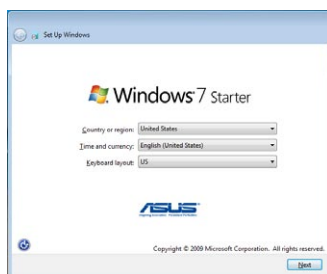 Set Up Windows
Windows 7 Starter
Country or region: United States
Time and currency: English (United States)
Keyboard layout: US
ASUS
Copyright © 2009 Microsoft Corporation. All rights reserved.
Next